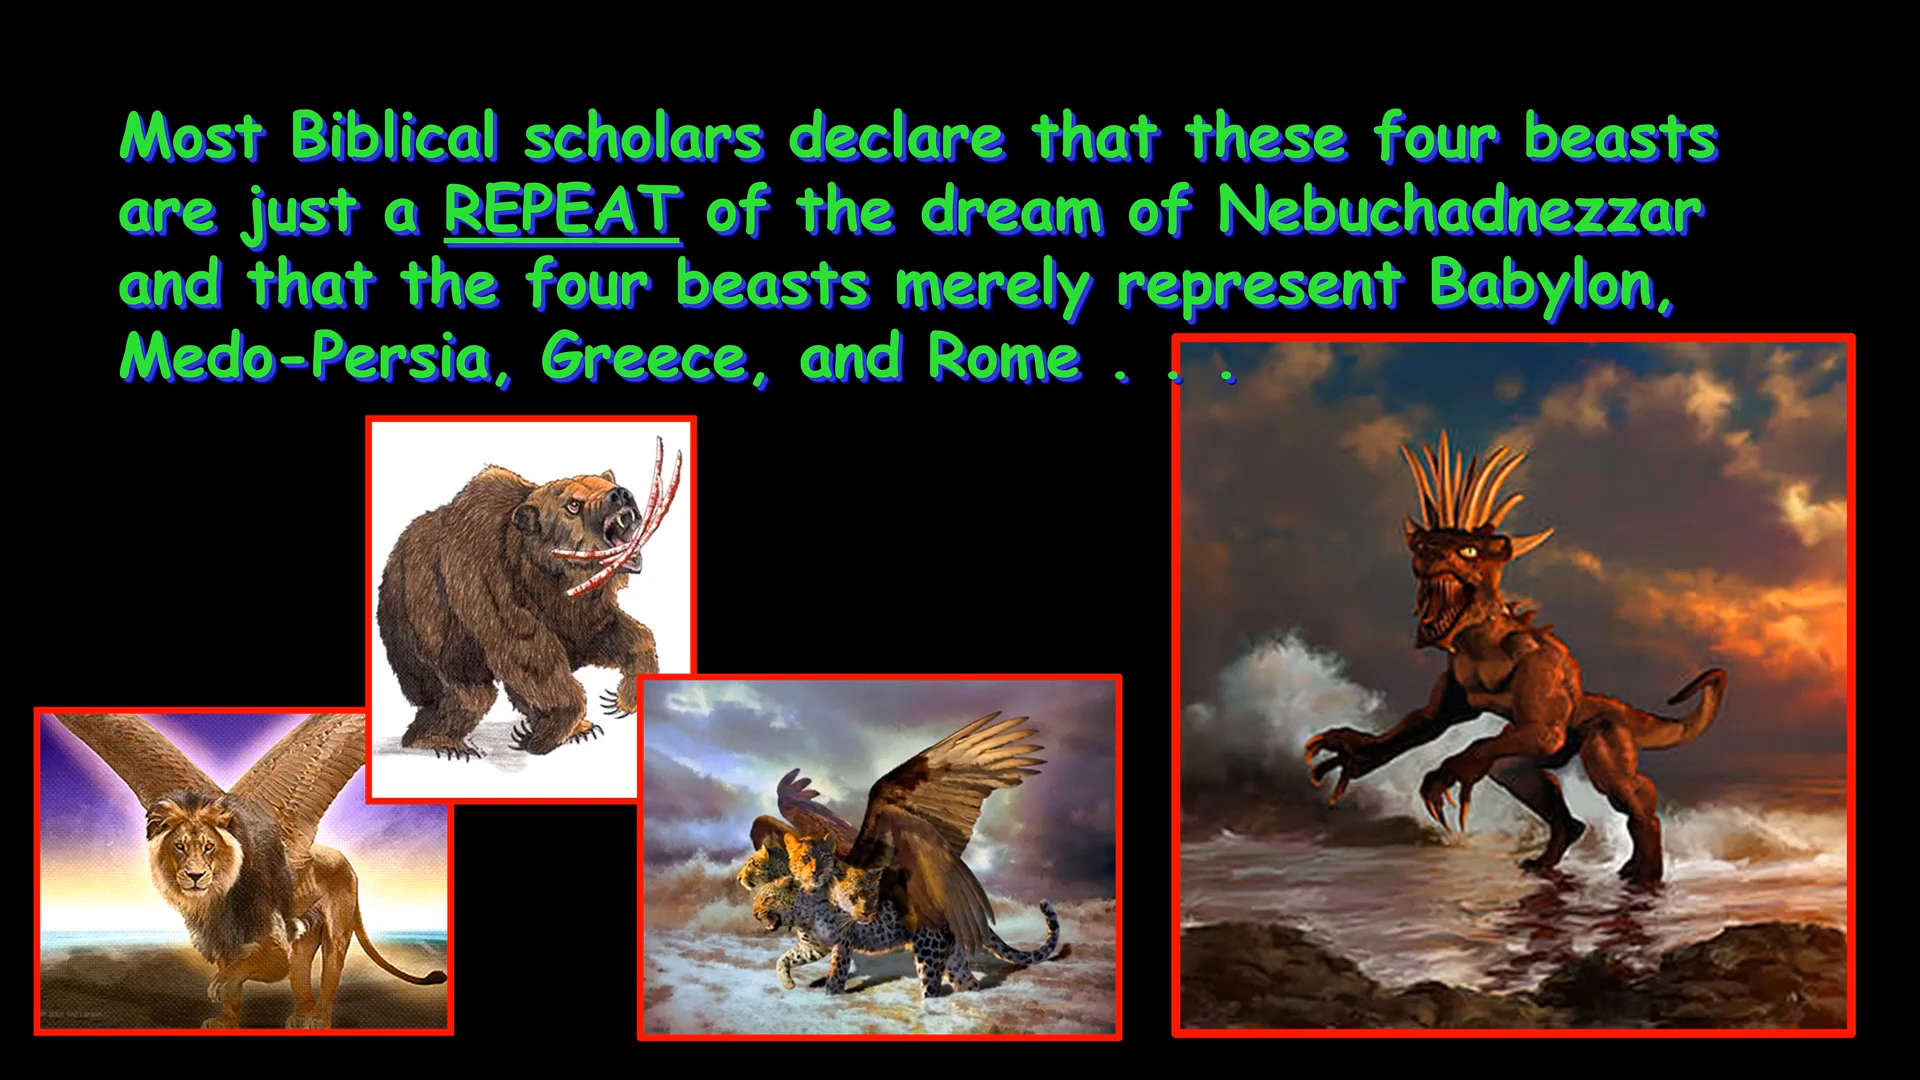 Most Biblical scholars declare that these four beasts
are just a REPEAT of the dream of Nebuchadnezzar
and that the four beasts merely represent Babylon,
Medo-Persia, Greece, and Rome . . .